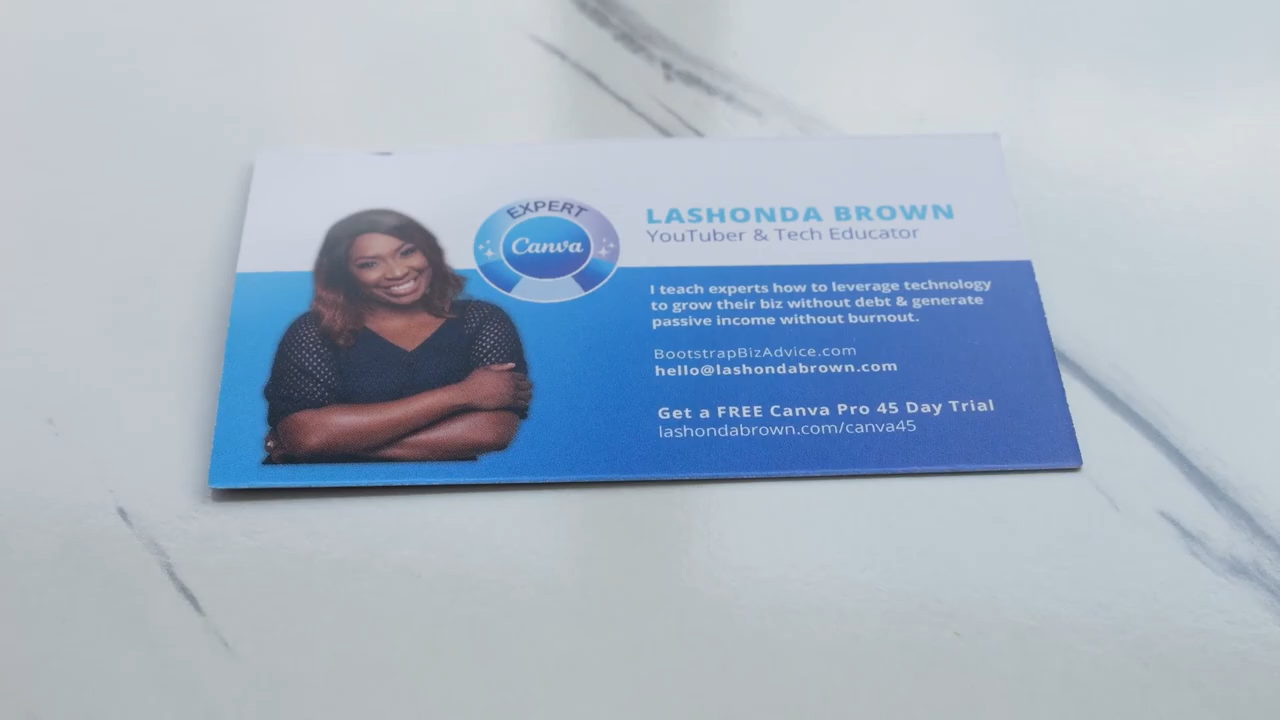 EXPERT
Canva
LASHONDA BROWN
YouTuber & Tech Educator
I teach experts how to leverage technology
to grow their biz without debt & generate
passive income without burnout.
BootstrapBizAdvice.com
hello@lashondabrown.com
Get a FREE Canva Pro 45 Day Trial
lashondabrown.com/canva45